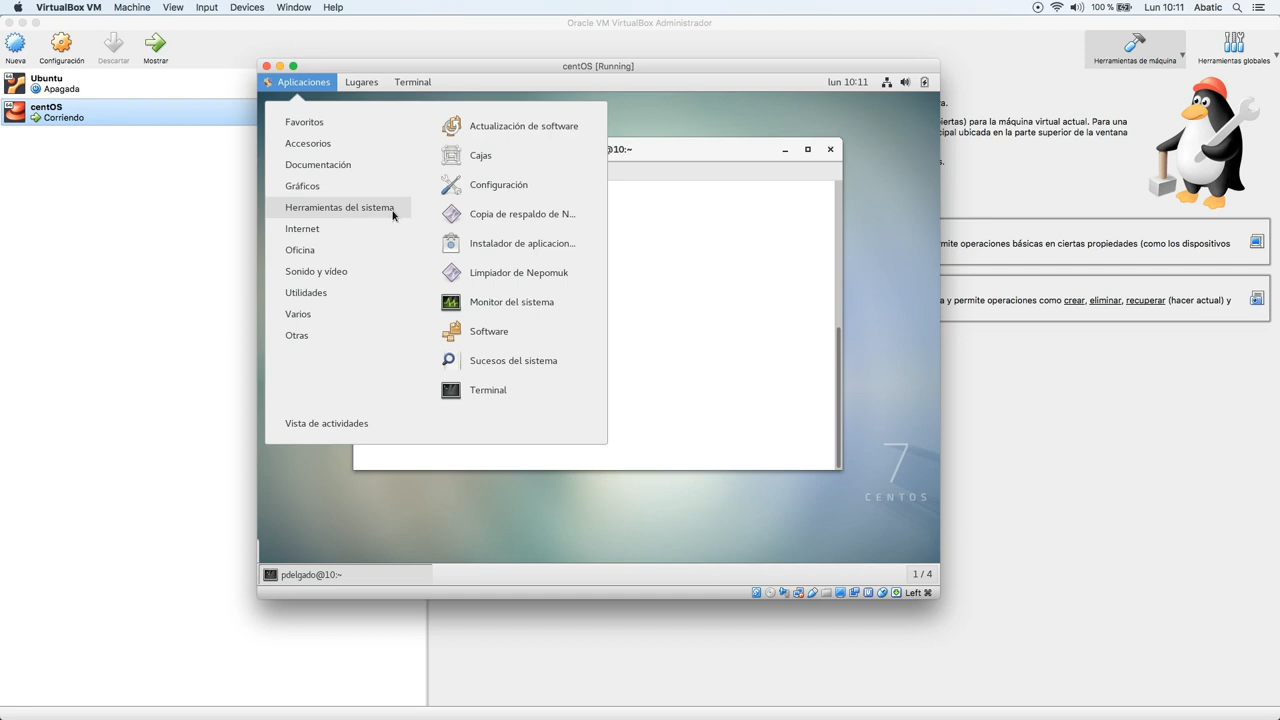 VirtualBox VM Machine View Input Devices Window Help
100 % Lun 10:11 Abatic
Oracle VM VirtualBox Administrador
Nueva Configuración Descartar Mostrar
Herramientas de máquina Herramientas globales
Ubuntu
Apagada
centOS
Corriendo
centOS [Running]
Aplicaciones Lugares Terminal
lun 10:11
Favoritos
Accesorios
Documentación
Gráficos
Herramientas del sistema
Internet
Oficina
Sonido y vídeo
Utilidades
Varios
Otras
Vista de actividades
Actualización de software
Cajas
Configuración
Copia de respaldo de N...
Instalador de aplicacion...
Limpiador de Nepomuk
Monitor del sistema
Software
Sucesos del sistema
Terminal
@10:~
7
CENTOS
pdelgado@10:~
1 / 4
Left ⌘
a.
iertas) para la máquina virtual actual. Para una
cipal ubicada en la parte superior de la ventana
s.
mite operaciones básicas en ciertas propiedades (como los dispositivos
a y permite operaciones como crear, eliminar, recuperar (hacer actual) y